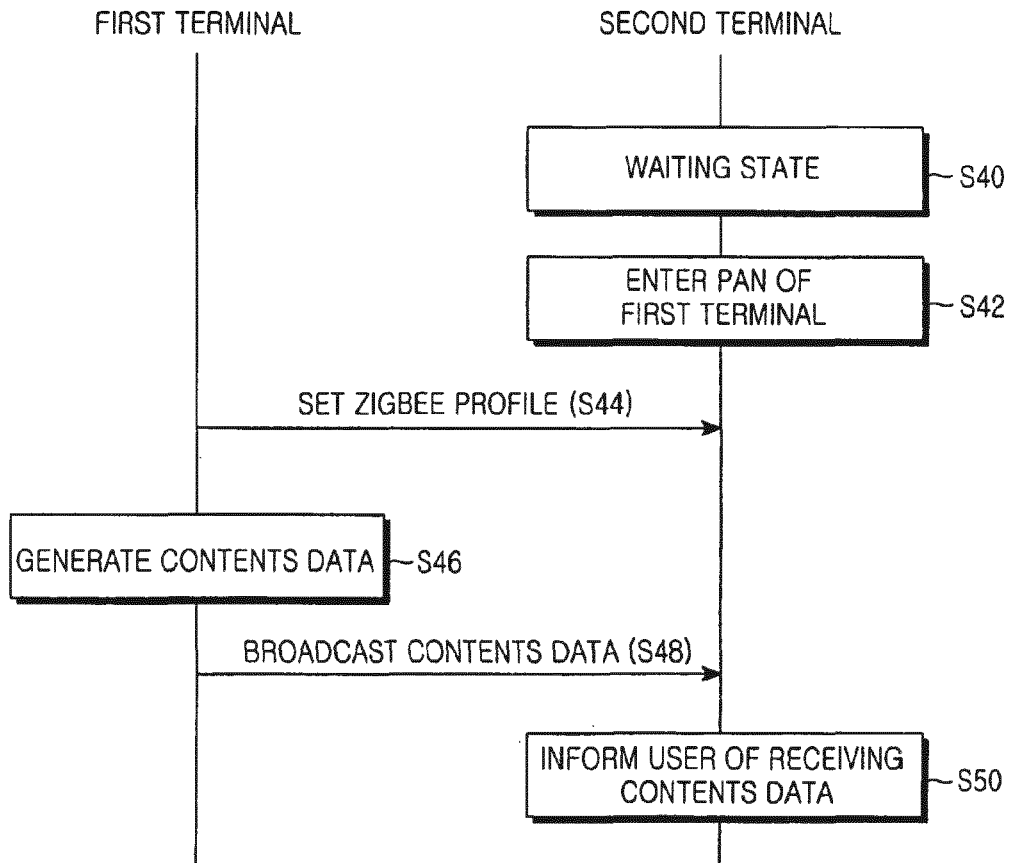 FIRST TERMINAL
SECOND TERMINAL
WAITING STATE
S40
ENTER PAN OF
FIRST TERMINAL
S42
SET ZIGBEE PROFILE (S44)
GENERATE CONTENTS DATA
S46
BROADCAST CONTENTS DATA (S48)
INFORM USER OF RECEIVING
CONTENTS DATA
S50